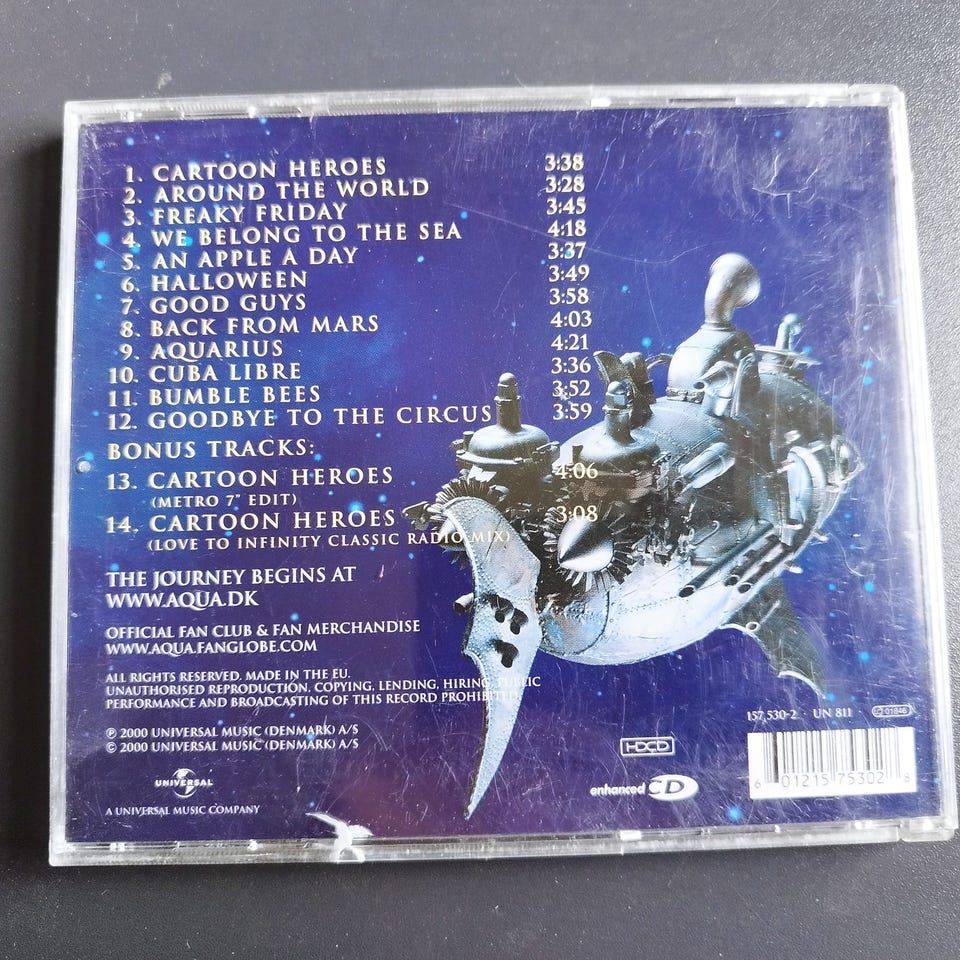 1. CARTOON HEROES 3:38
2. AROUND THE WORLD 3:28
3. FREAKY FRIDAY 3:45
4. WE BELONG TO THE SEA 4:18
5. AN APPLE A DAY 3:37
6. HALLOWEEN 3:49
7. GOOD GUYS 3:58
8. BACK FROM MARS 4:03
9. AQUARIUS 4:21
10. CUBA LIBRE 3:36
11. BUMBLE BEES 3:52
12. GOODBYE TO THE CIRCUS 3:59
BONUS TRACKS:
13. CARTOON HEROES 4:06
(METRO 7" EDIT)
14. CARTOON HEROES 3:08
(LOVE TO INFINITY CLASSIC RADIO MIX)
THE JOURNEY BEGINS AT
WWW.AQUA.DK
OFFICIAL FAN CLUB & FAN MERCHANDISE
WWW.AQUA.FANGLOBE.COM
ALL RIGHTS RESERVED. MADE IN THE EU.
UNAUTHORISED REPRODUCTION, COPYING, LENDING, HIRING, PUBLIC
PERFORMANCE AND BROADCASTING OF THIS RECORD PROHIBITED.
℗ 2000 UNIVERSAL MUSIC (DENMARK) A/S
© 2000 UNIVERSAL MUSIC (DENMARK) A/S
UNIVERSAL
A UNIVERSAL MUSIC COMPANY
HDCD
enhanced CD
157 530-2 · UN 811 · LC 01846
6 01215 75302 8